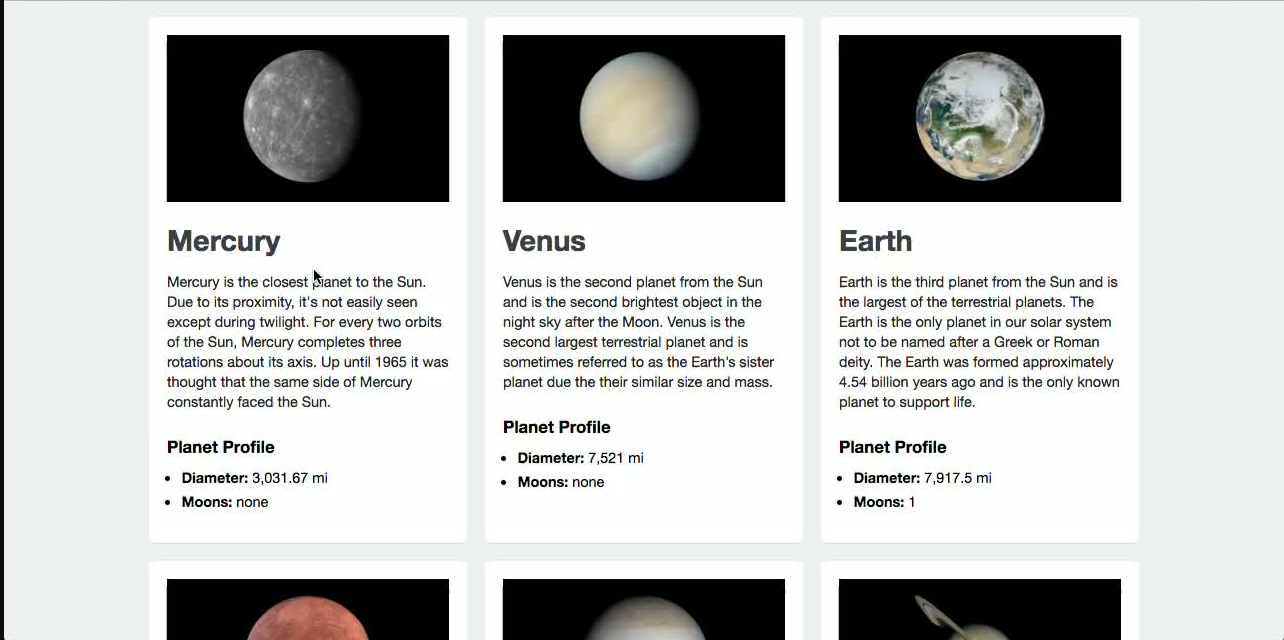 Mercury
Mercury is the closest planet to the Sun.
Due to its proximity, it's not easily seen
except during twilight. For every two orbits
of the Sun, Mercury completes three
rotations about its axis. Up until 1965 it was
thought that the same side of Mercury
constantly faced the Sun.
Planet Profile
Diameter: 3,031.67 mi
Moons: none
Venus
Venus is the second planet from the Sun
and is the second brightest object in the
night sky after the Moon. Venus is the
second largest terrestrial planet and is
sometimes referred to as the Earth's sister
planet due the their similar size and mass.
Planet Profile
Diameter: 7,521 mi
Moons: none
Earth
Earth is the third planet from the Sun and is
the largest of the terrestrial planets. The
Earth is the only planet in our solar system
not to be named after a Greek or Roman
deity. The Earth was formed approximately
4.54 billion years ago and is the only known
planet to support life.
Planet Profile
Diameter: 7,917.5 mi
Moons: 1